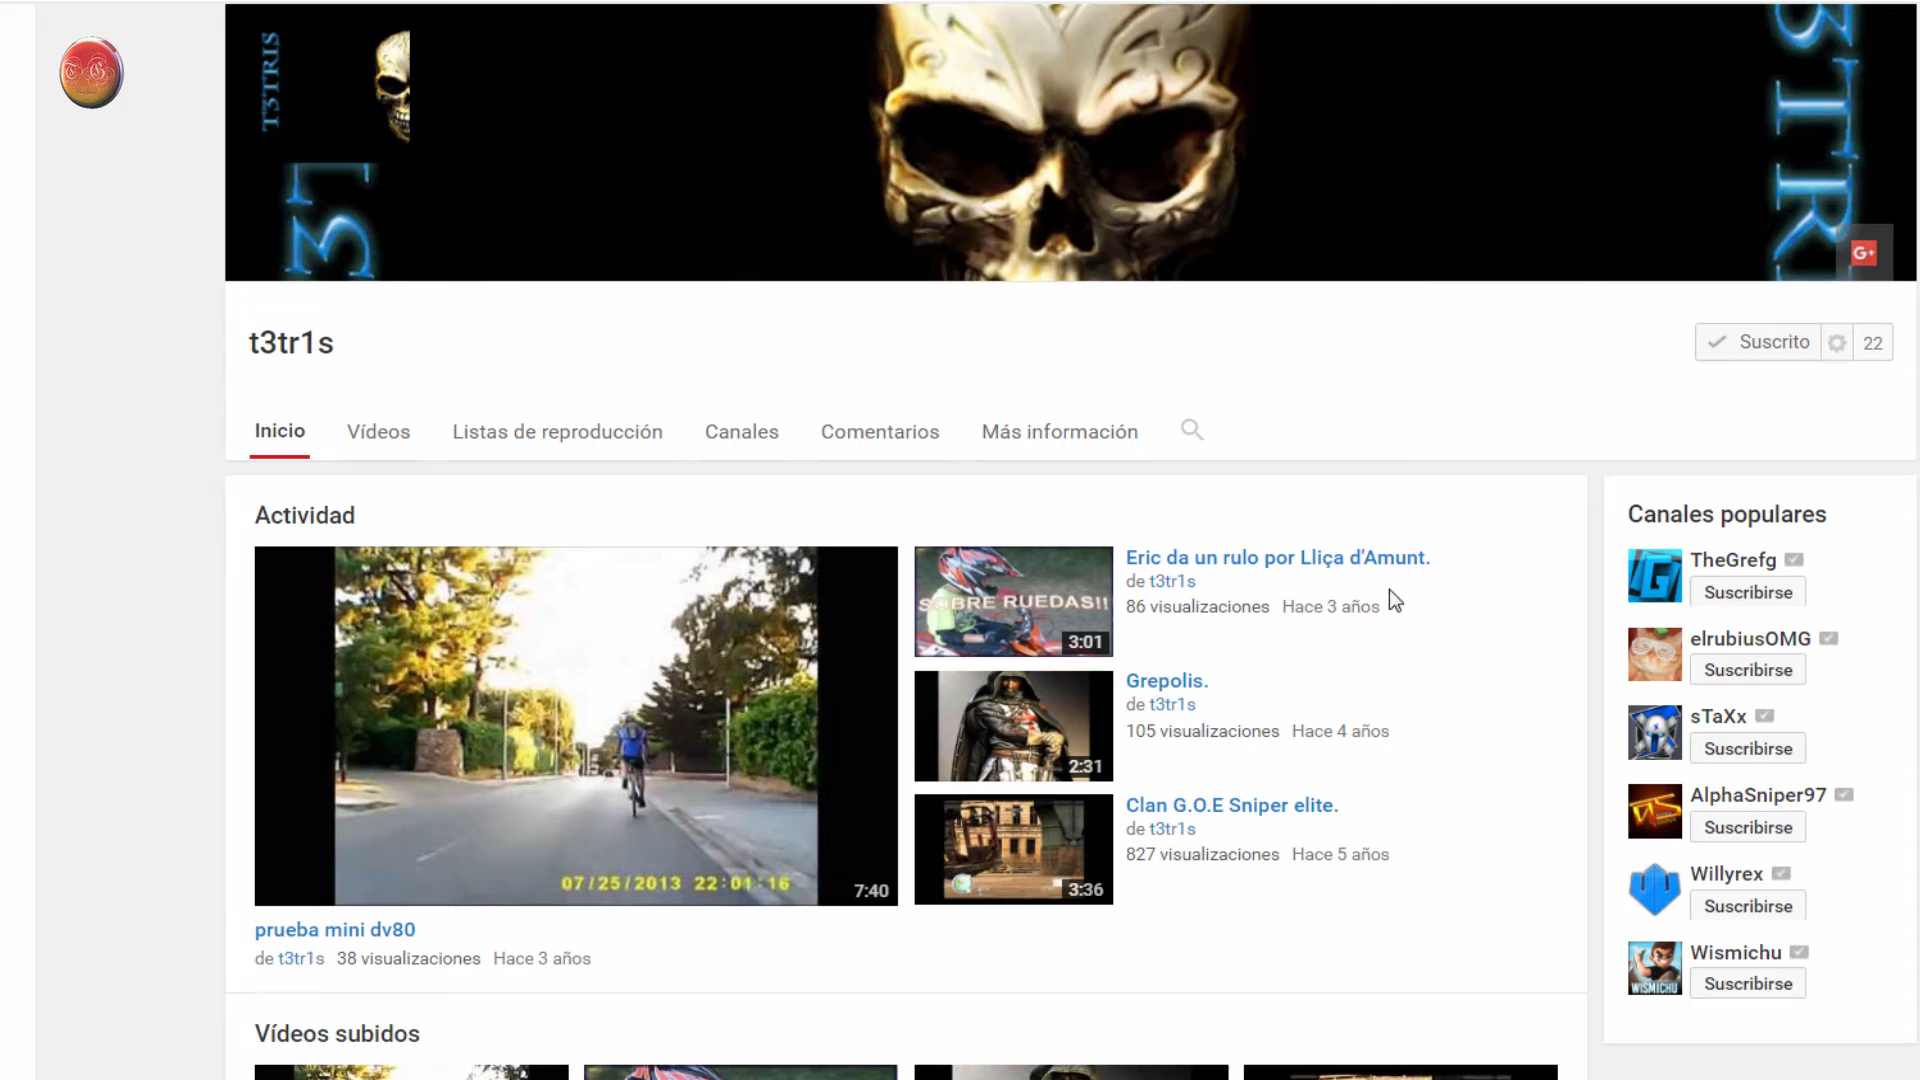 T3TRIS
t3tr1s
Suscrito 22
Inicio Vídeos Listas de reproducción Canales Comentarios Más información
Actividad
07/25/2013 22:01:16
7:40
prueba mini dv80
de t3tr1s 38 visualizaciones Hace 3 años
SOBRE RUEDAS!!
3:01
Eric da un rulo por Lliça d'Amunt.
de t3tr1s
86 visualizaciones Hace 3 años
2:31
Grepolis.
de t3tr1s
105 visualizaciones Hace 4 años
3:36
Clan G.O.E Sniper elite.
de t3tr1s
827 visualizaciones Hace 5 años
Vídeos subidos
Canales populares
TheGrefg
Suscribirse
elrubiusOMG
Suscribirse
sTaXx
Suscribirse
AlphaSniper97
Suscribirse
Willyrex
Suscribirse
WISMICHU
Wismichu
Suscribirse
3TR
G+